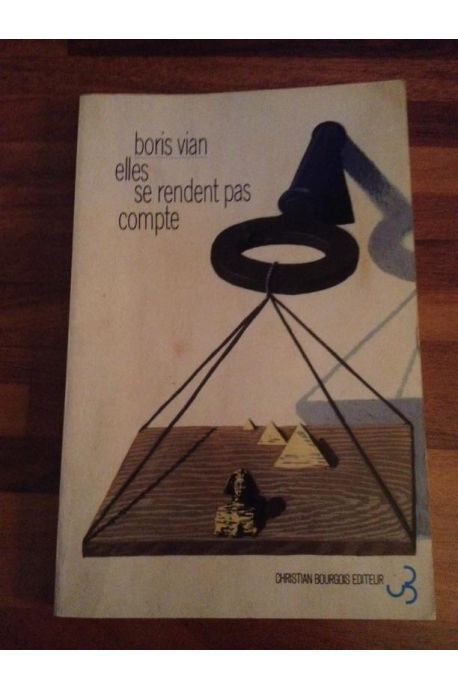 boris vian
elles
se rendent pas
compte
CHRISTIAN BOURGOIS EDITEUR